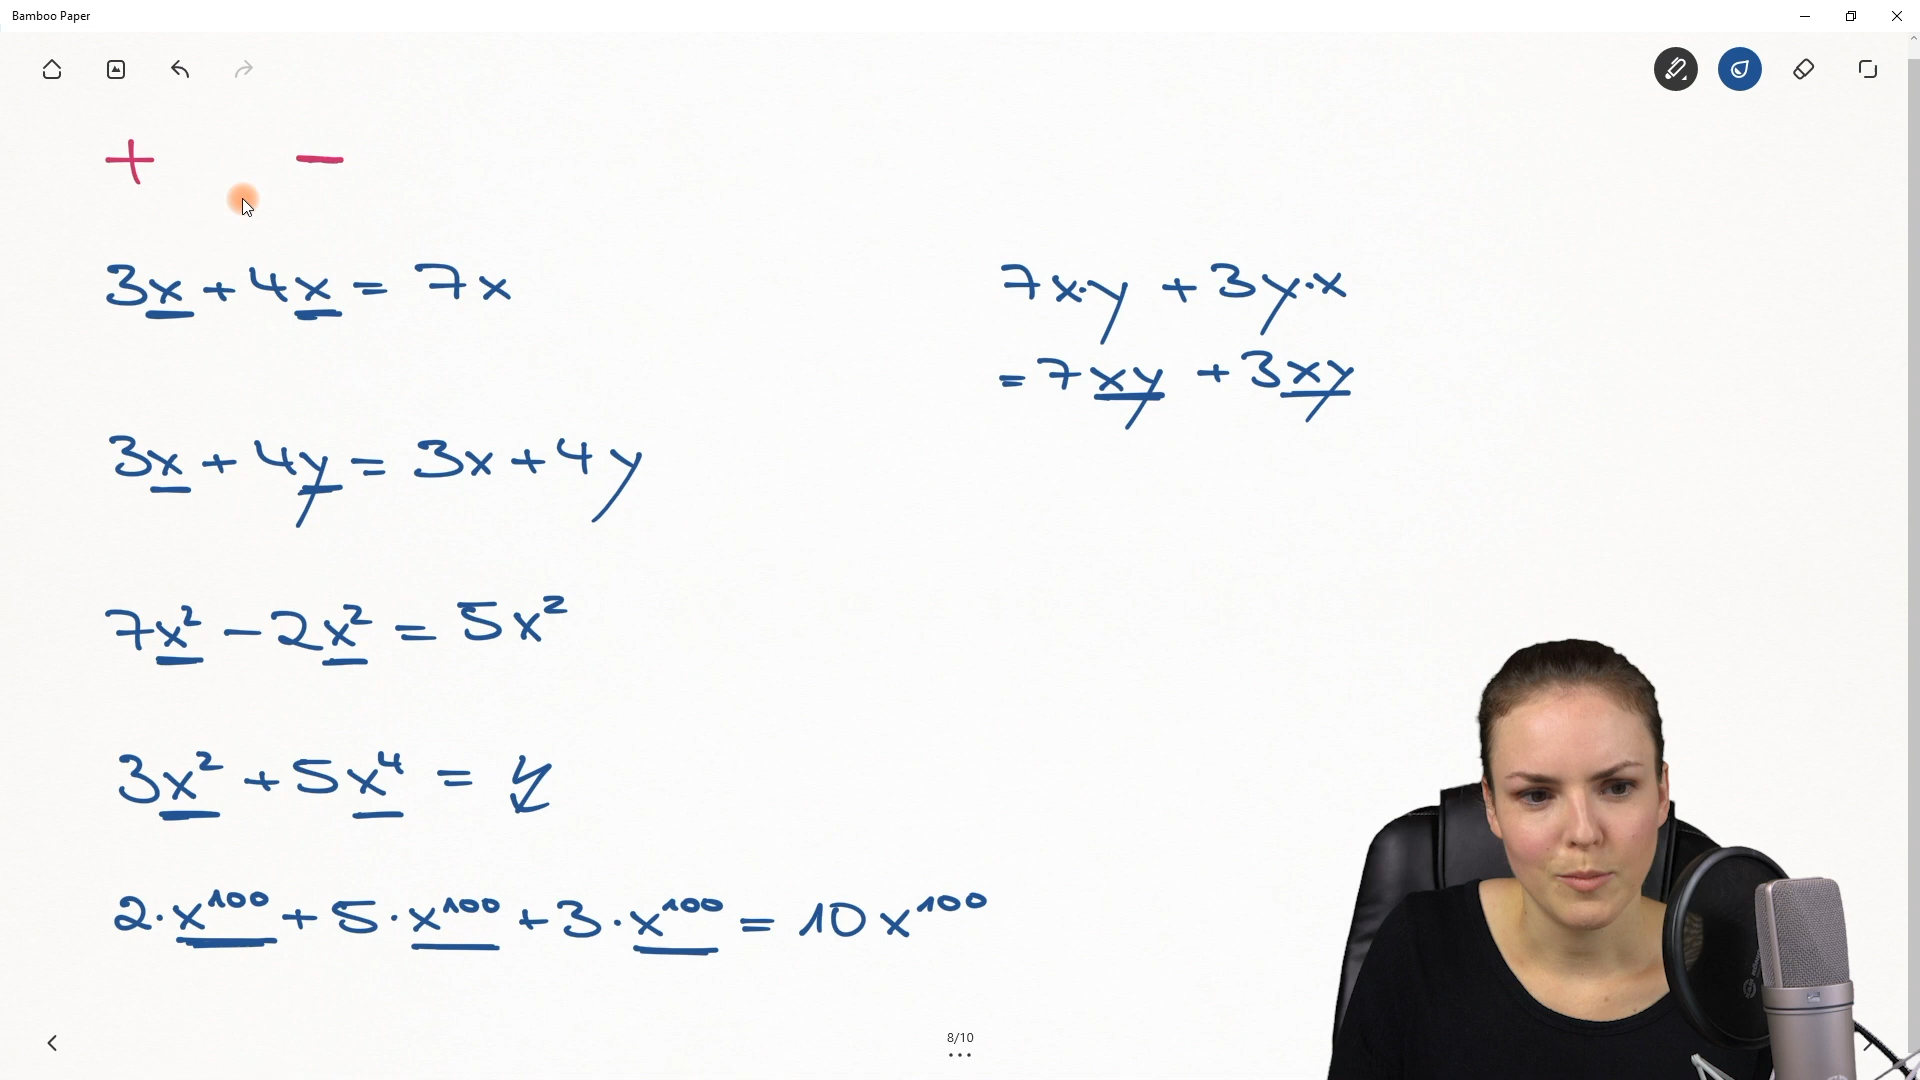 Bamboo Paper
+ −
3x + 4x = 7x
3x + 4y = 3x + 4y
7x² − 2x² = 5x²
3x² + 5x⁴ = ↯
2·x¹⁰⁰ + 5·x¹⁰⁰ + 3·x¹⁰⁰ = 10x¹⁰⁰
7x·y + 3y·x
= 7xy + 3xy
8/10